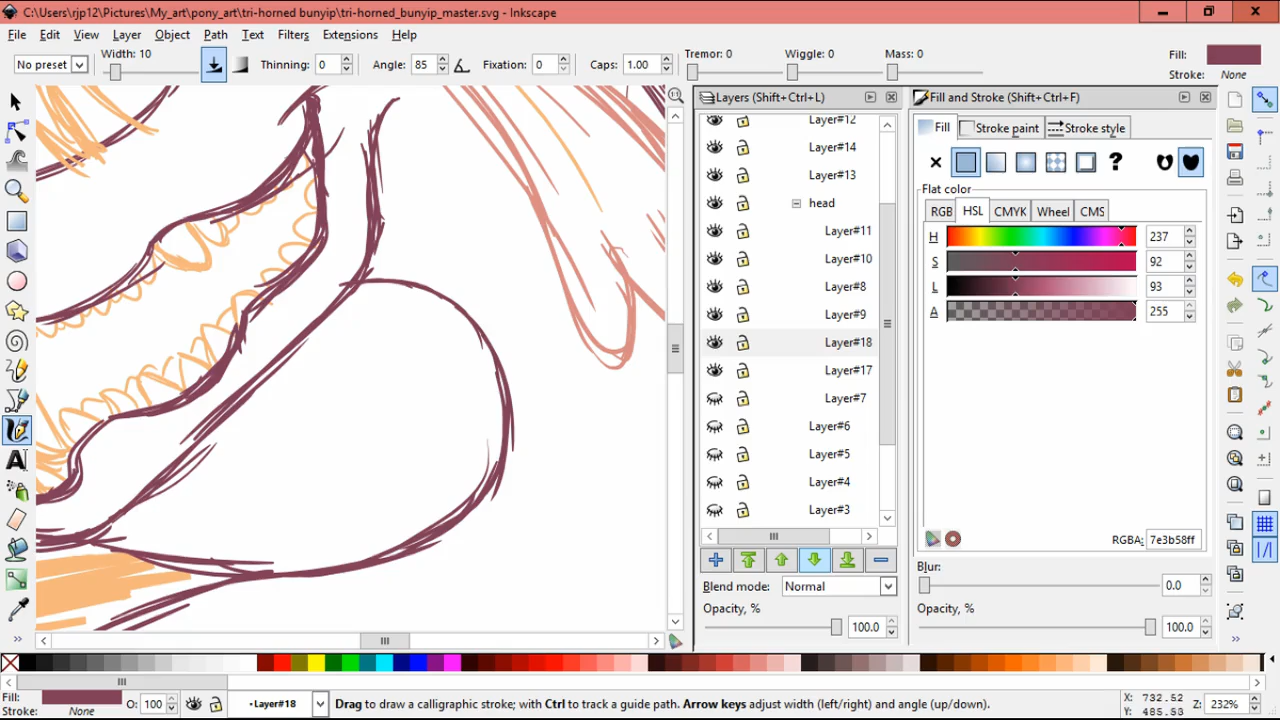 C:\Users\rjp12\Pictures\My_art\pony_art\tri-horned bunyip\tri-horned_bunyip_master.svg - Inkscape
File Edit View Layer Object Path Text Filters Extensions Help
No preset Width: 10 Thinning: 0 Angle: 85 Fixation: 0 Caps: 1.00 Tremor: 0 Wiggle: 0 Mass: 0 Fill:
Stroke: None
Layers (Shift+Ctrl+L) Fill and Stroke (Shift+Ctrl+F)
Layer#12
Fill Stroke paint Stroke style
Layer#14
Layer#13
?
Flat color
head
RGB HSL CMYK Wheel CMS
Layer#11
H 237
Layer#10
S 92
Layer#8
L 93
Layer#9
A 255
Layer#18
Layer#17
Layer#7
Layer#6
Layer#5
Layer#4
Layer#3
RGBA: 7e3b58ff
Blur:
Blend mode: Normal
0.0
Opacity, % Opacity, %
100.0 100.0
Fill:
Stroke: None
O: 100
•Layer#18
Drag to draw a calligraphic stroke; with Ctrl to track a guide path. Arrow keys adjust width (left/right) and angle (up/down).
X: 732.52
Y: 485.53
Z: 232%